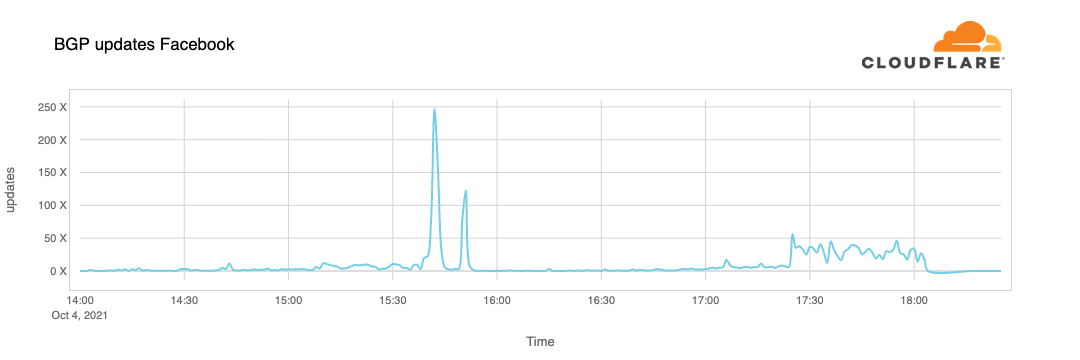 BGP updates Facebook
CLOUDFLARE
250 X
200 X
150 X
100 X
50 X
0 X
updates
14:00 14:30 15:00 15:30 16:00 16:30 17:00 17:30 18:00
Oct 4, 2021
Time